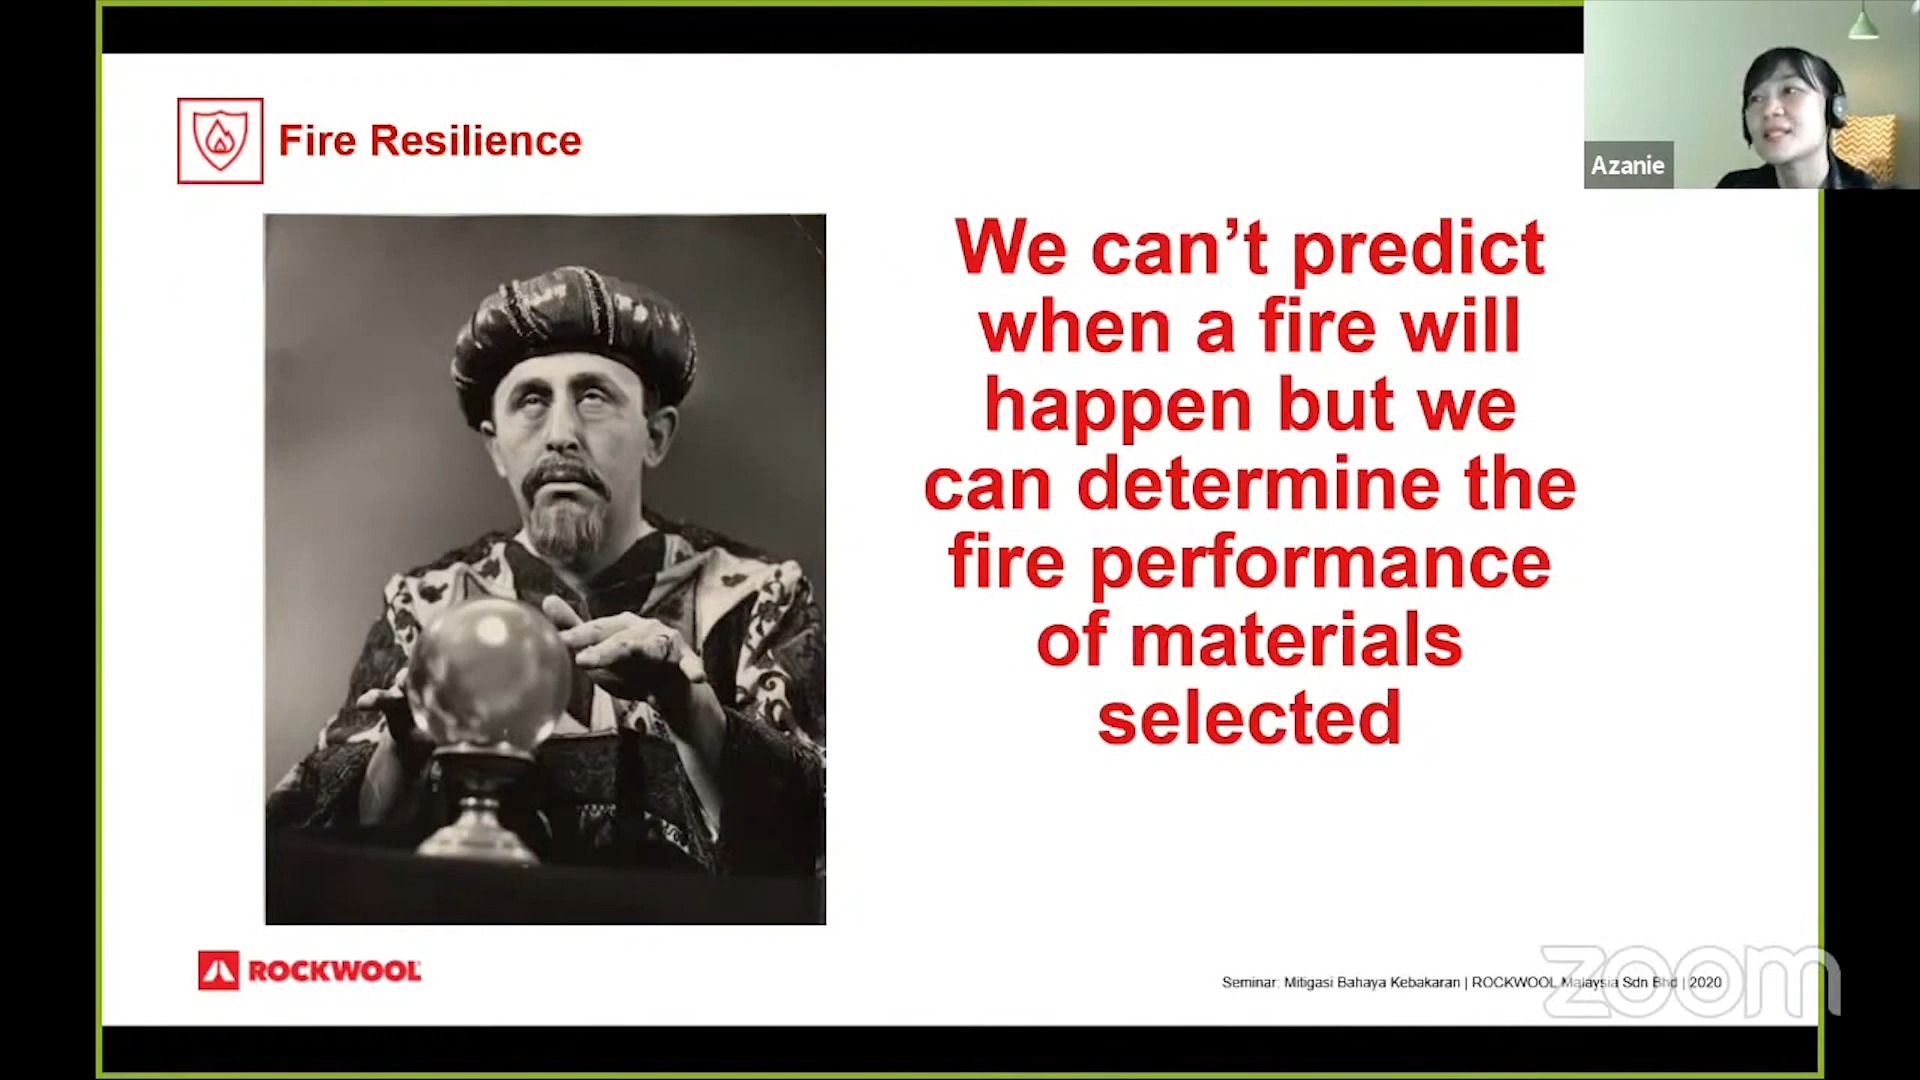 Azanie
Fire Resilience
We can’t predict
when a fire will
happen but we
can determine the
fire performance
of materials
selected
ROCKWOOL
Seminar: Mitigasi Bahaya Kebakaran | ROCKWOOL Malaysia Sdn Bhd | 2020
zoom